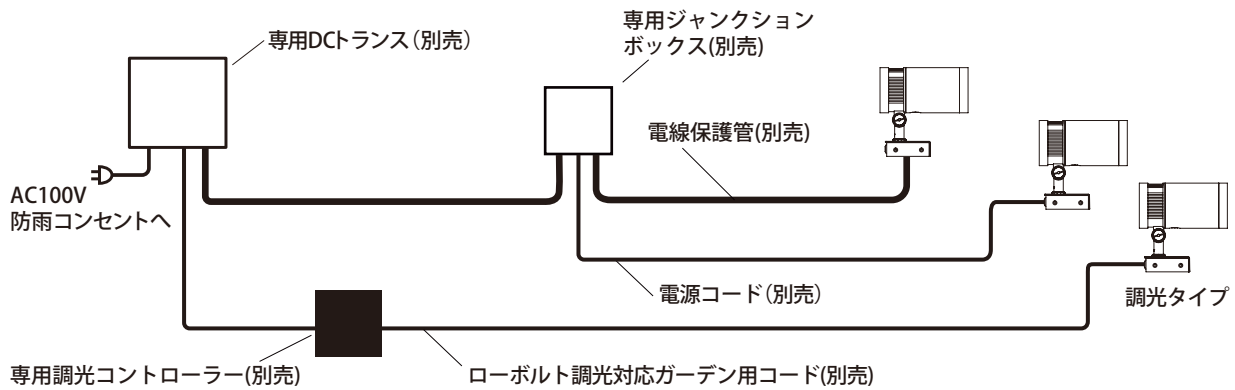 専用DCトランス（別売）
専用ジャンクション
ボックス(別売)
電線保護管(別売)
AC100V
防雨コンセントへ
電源コード（別売）
調光タイプ
専用調光コントローラー(別売)
ローボルト調光対応ガーデン用コード(別売)